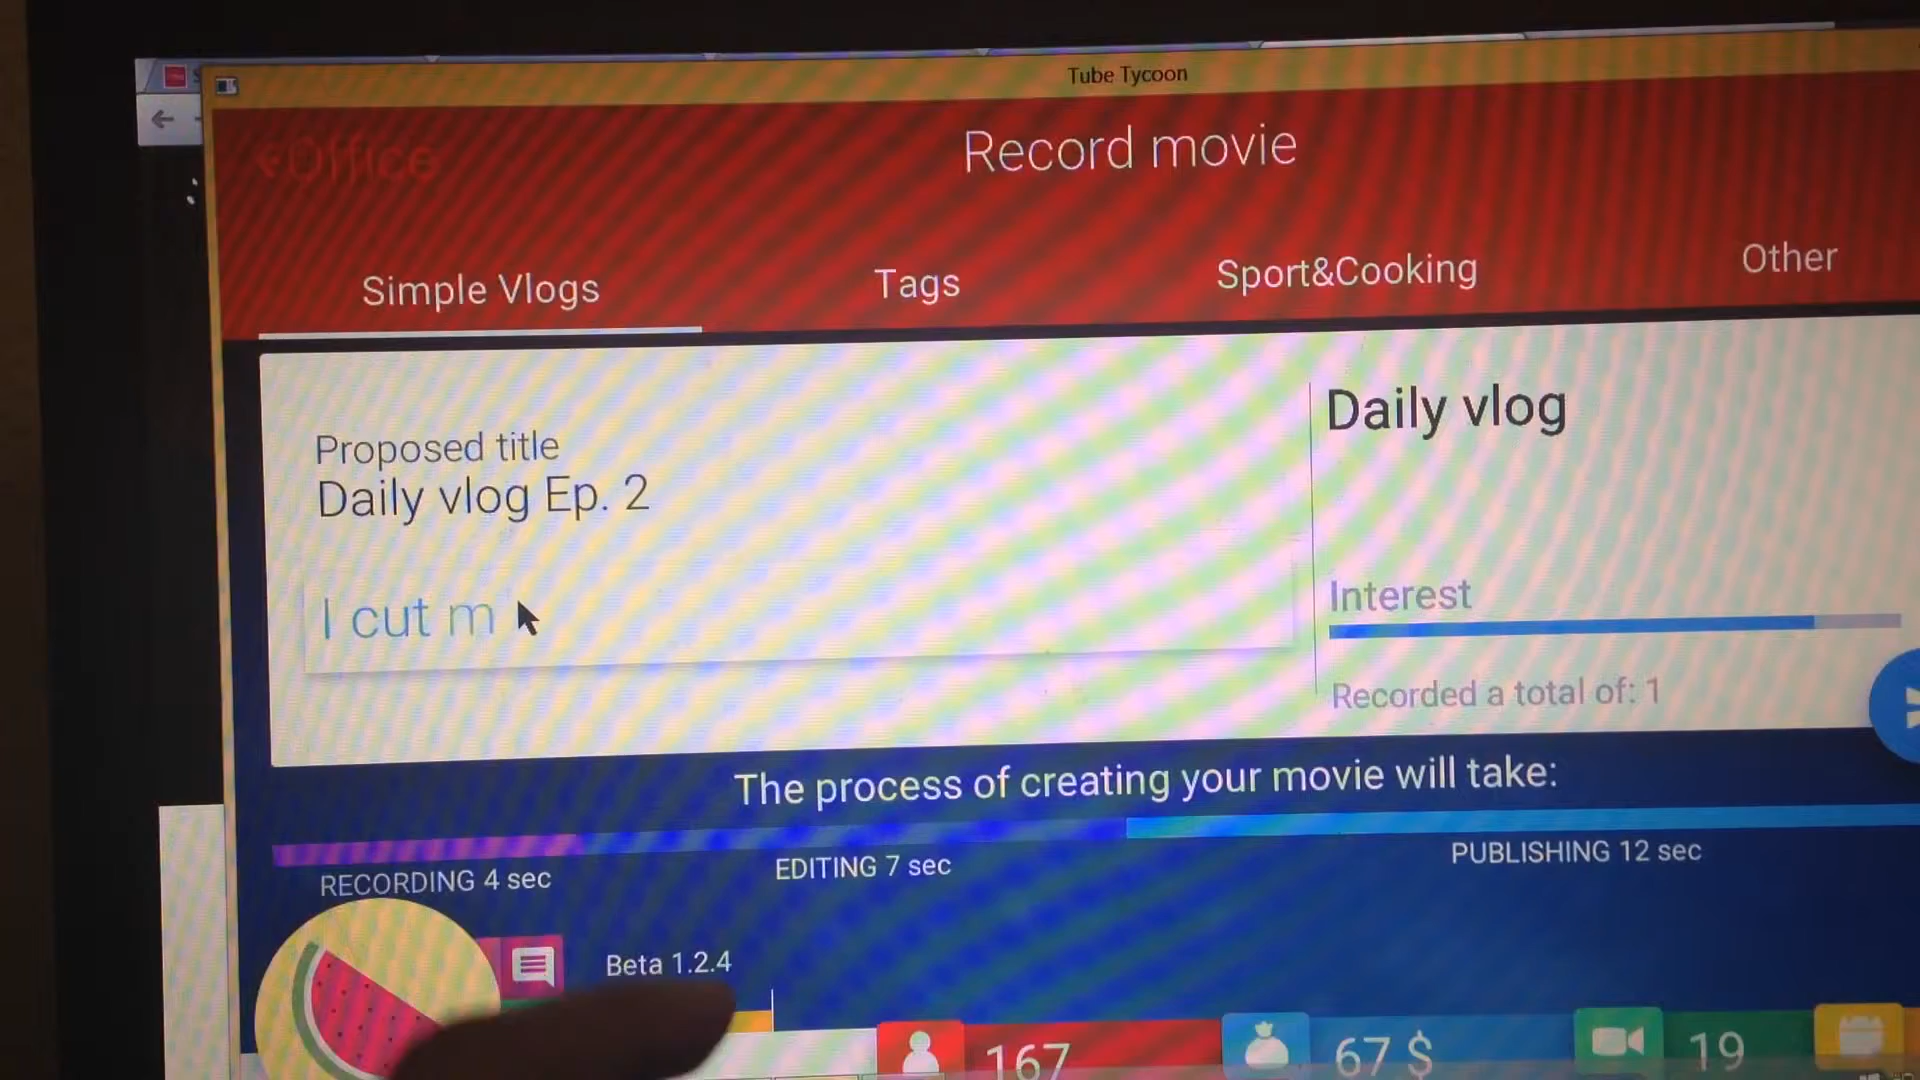 Tube Tycoon
Office
Record movie
Simple Vlogs
Tags
Sport&Cooking
Other
Proposed title
Daily vlog Ep. 2
I cut m
Daily vlog
Interest
Recorded a total of: 1
The process of creating your movie will take:
RECORDING 4 sec
EDITING 7 sec
PUBLISHING 12 sec
Beta 1.2.4
167
67 $
19